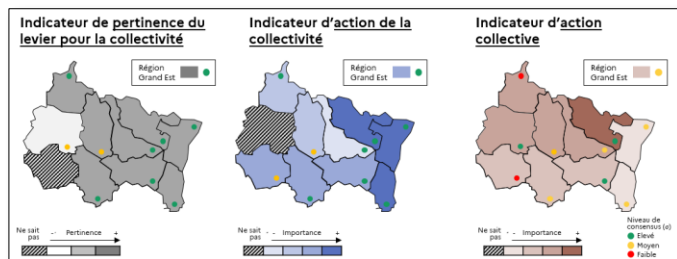 Indicateur de pertinence du
levier pour la collectivité
Région
Grand Est
Ne sait
pas
- Pertinence +
Indicateur d'action de la
collectivité
Région
Grand Est
Ne sait
pas
- Importance +
Indicateur d'action
collective
Région
Grand Est
Ne sait
pas
- Importance +
Niveau de
consensus (σ)
Elevé
Moyen
Faible